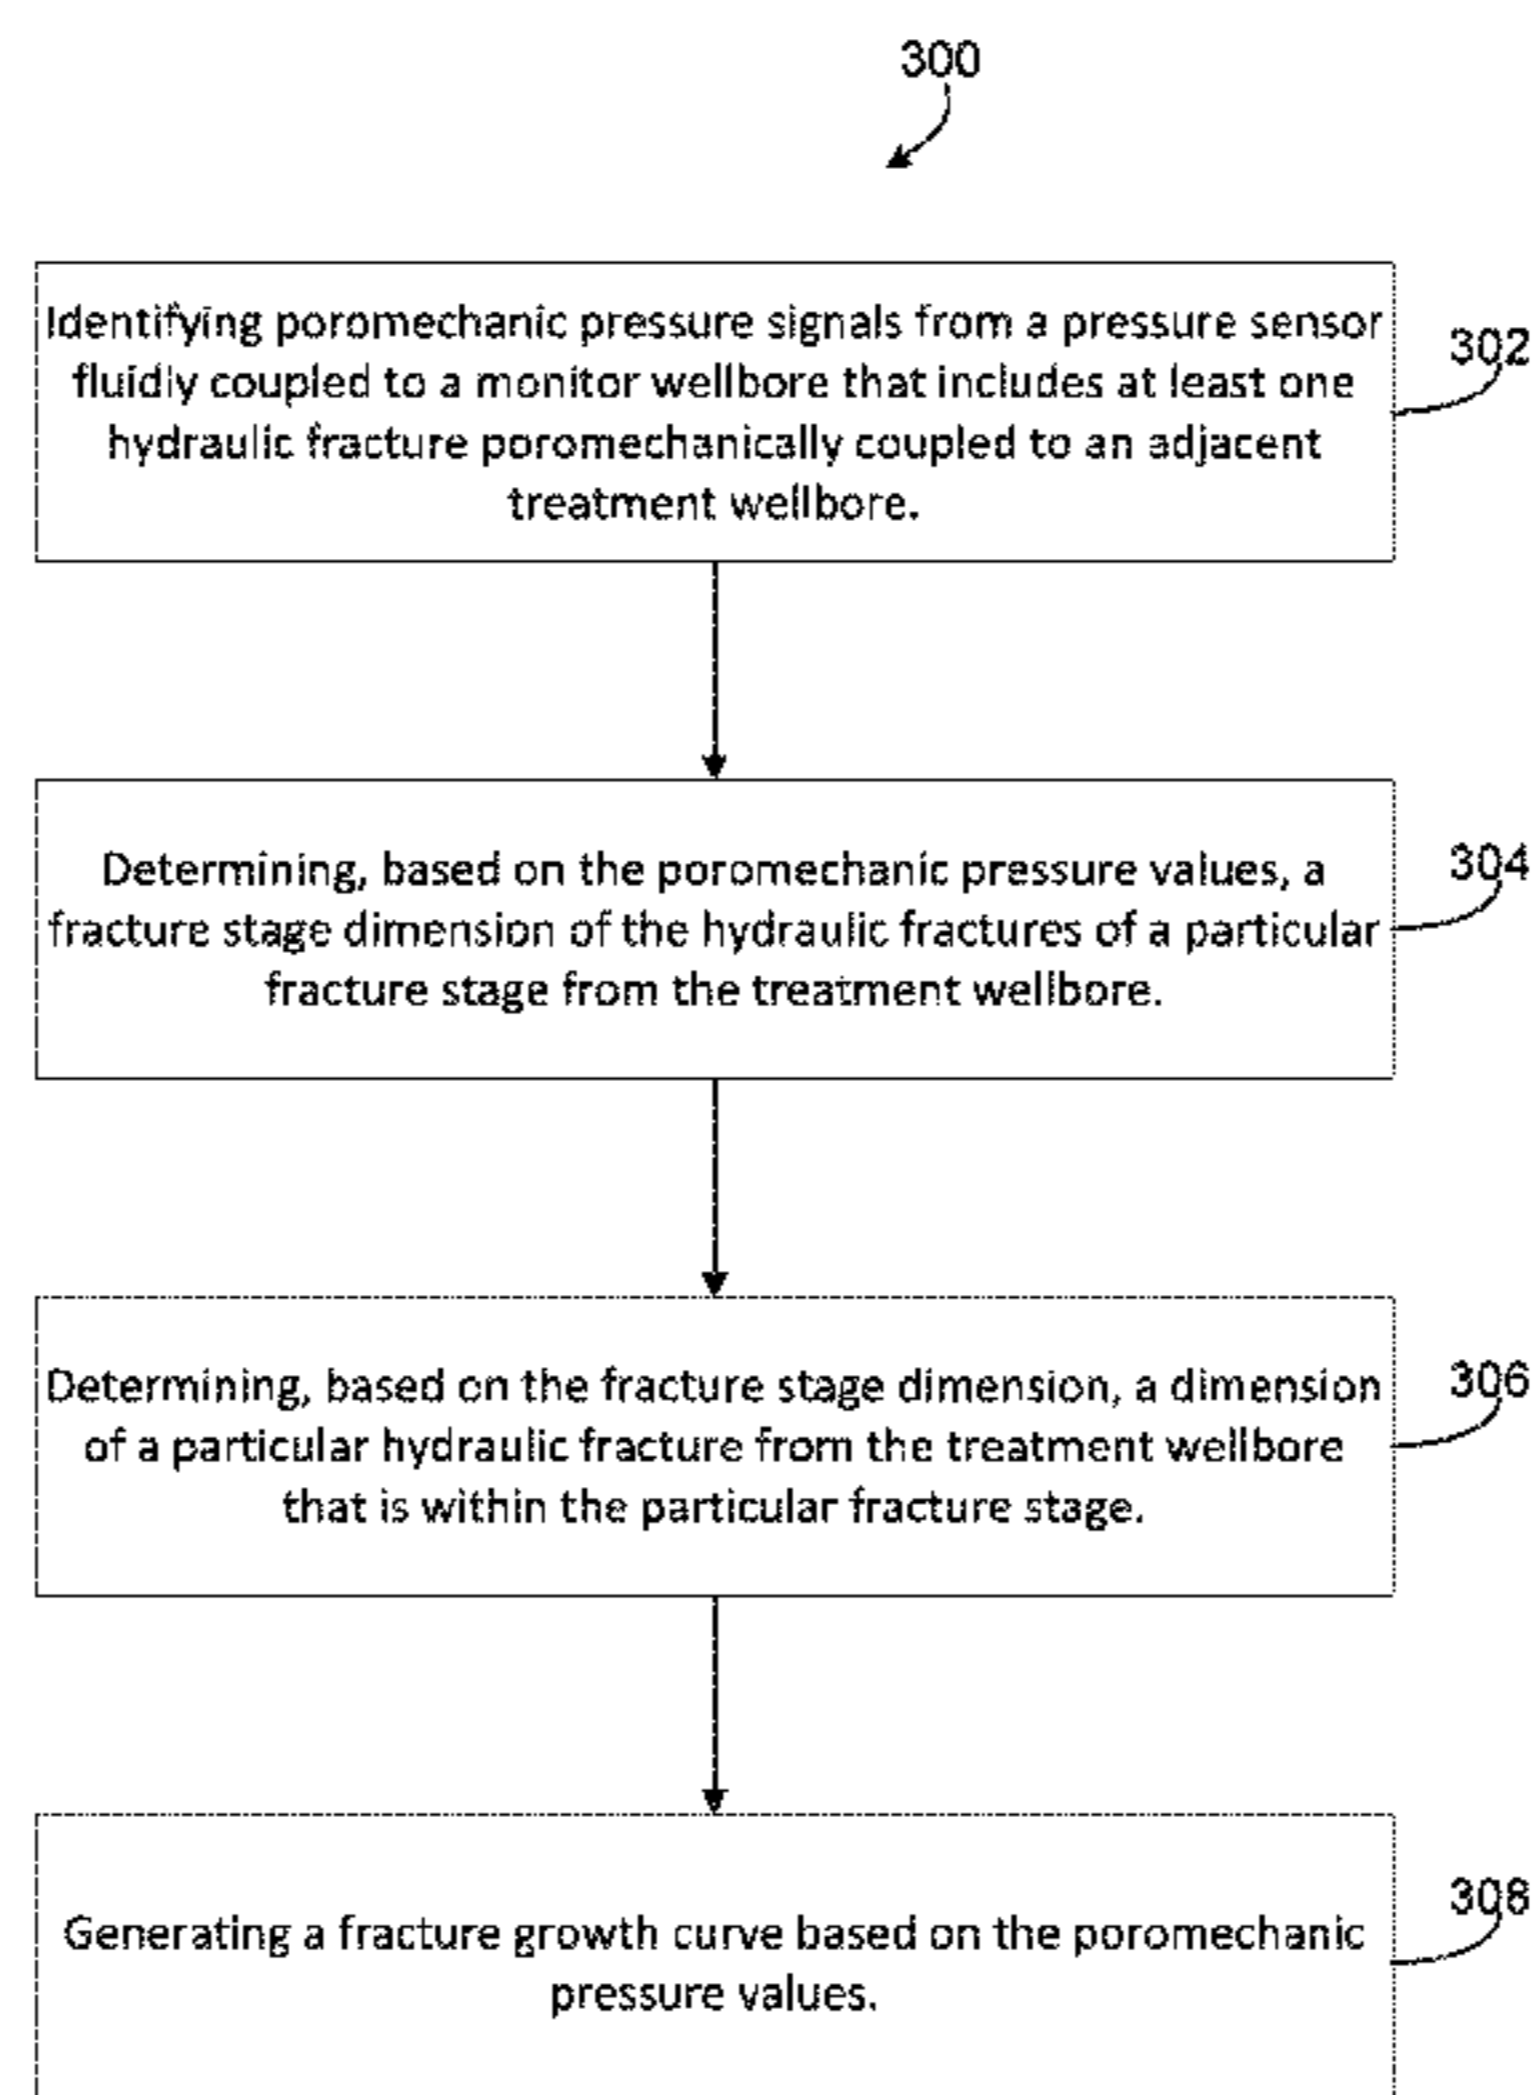 300
Identifying poromechanic pressure signals from a pressure sensor
fluidly coupled to a monitor wellbore that includes at least one
hydraulic fracture poromechanically coupled to an adjacent
treatment wellbore.
302
Determining, based on the poromechanic pressure values, a
fracture stage dimension of the hydraulic fractures of a particular
fracture stage from the treatment wellbore.
304
Determining, based on the fracture stage dimension, a dimension
of a particular hydraulic fracture from the treatment wellbore
that is within the particular fracture stage.
306
Generating a fracture growth curve based on the poromechanic
pressure values.
308